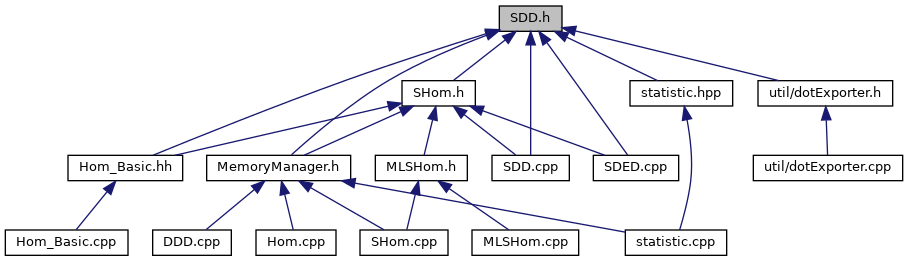 SDD.h
SHom.h
statistic.hpp
util/dotExporter.h
Hom_Basic.hh
MemoryManager.h
MLSHom.h
SDD.cpp
SDED.cpp
util/dotExporter.cpp
Hom_Basic.cpp
DDD.cpp
Hom.cpp
SHom.cpp
MLSHom.cpp
statistic.cpp